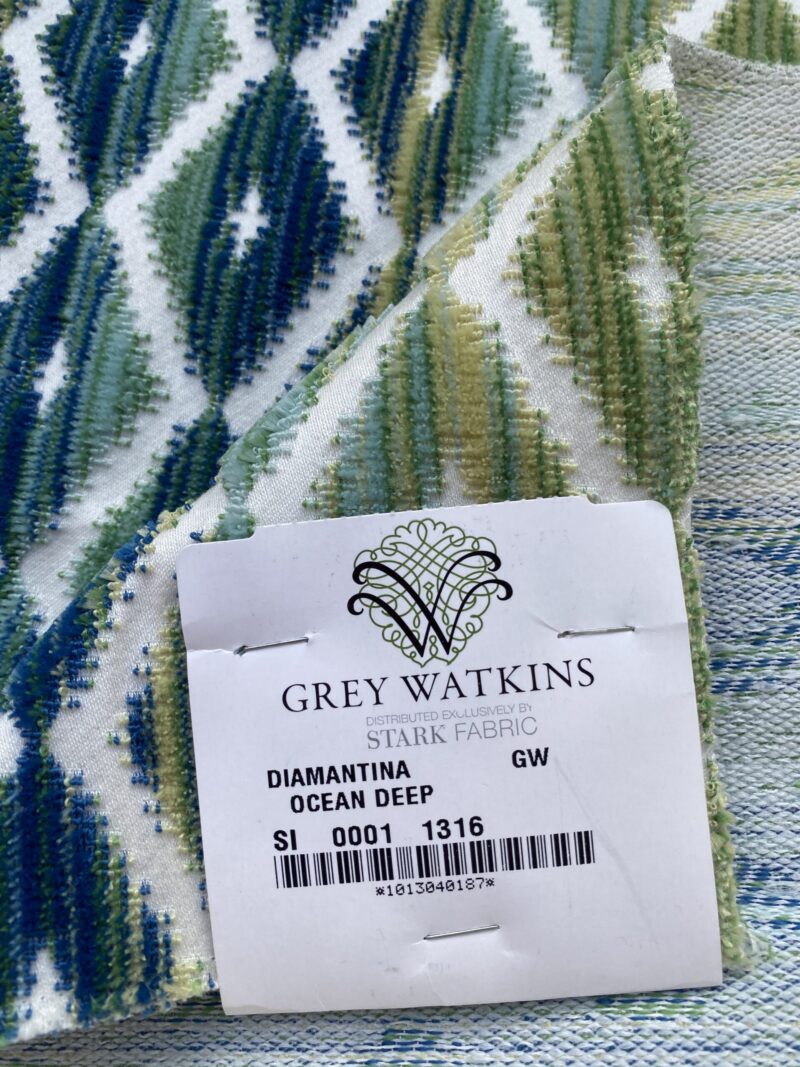 W
GREY WATKINS
DISTRIBUTED EXCLUSIVELY BY
STARK FABRIC
DIAMANTINA GW
OCEAN DEEP
SI 0001 1316
*1013040187*